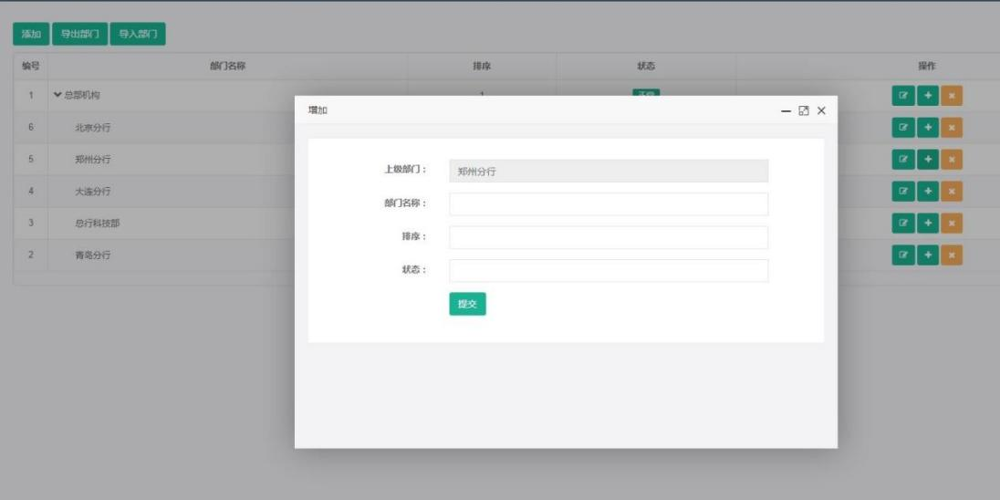 添加 导出部门 导入部门
编号 部门名称 排序 状态 操作
1 总部机构 1 正常
6 北京分行
5 郑州分行
4 大连分行
3 总行科技部
2 青岛分行
增加
上级部门： 郑州分行
部门名称：
排序：
状态：
提交